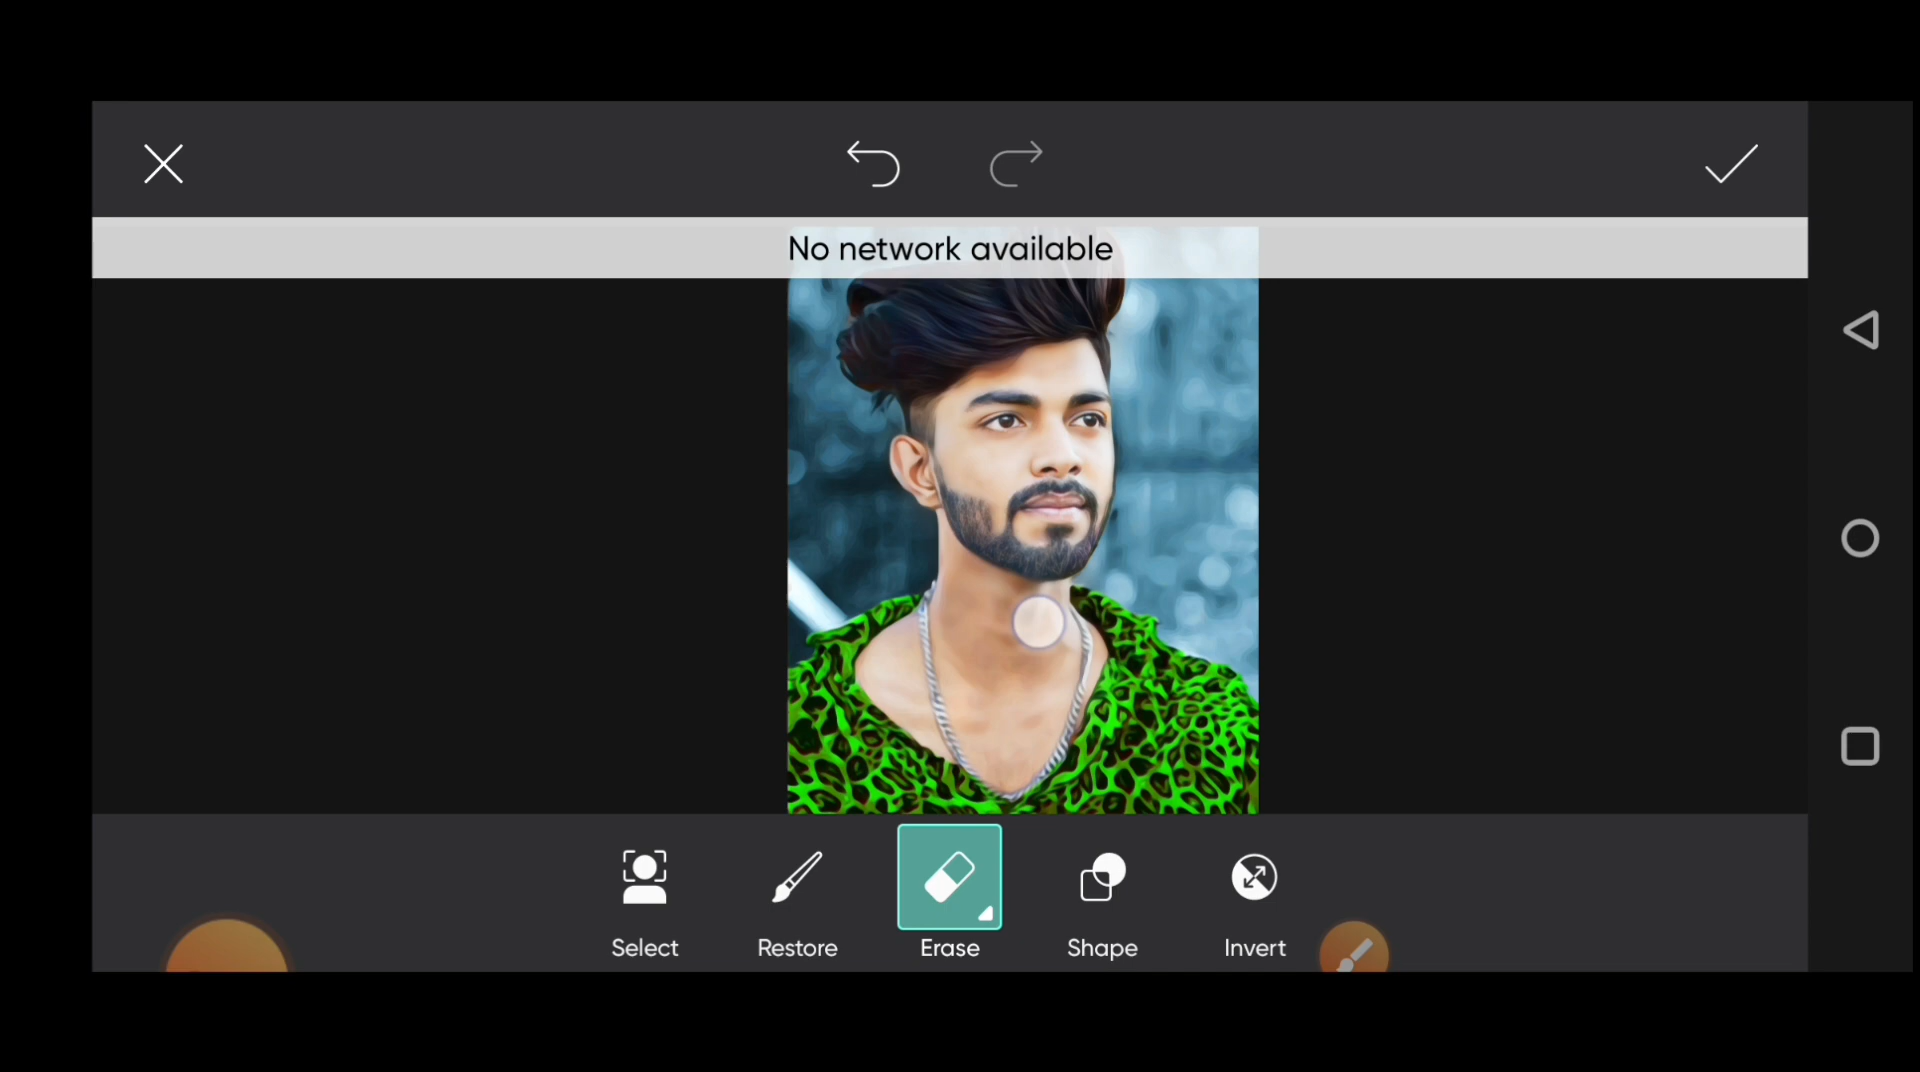 No network available
Select
Restore
Erase
Shape
Invert